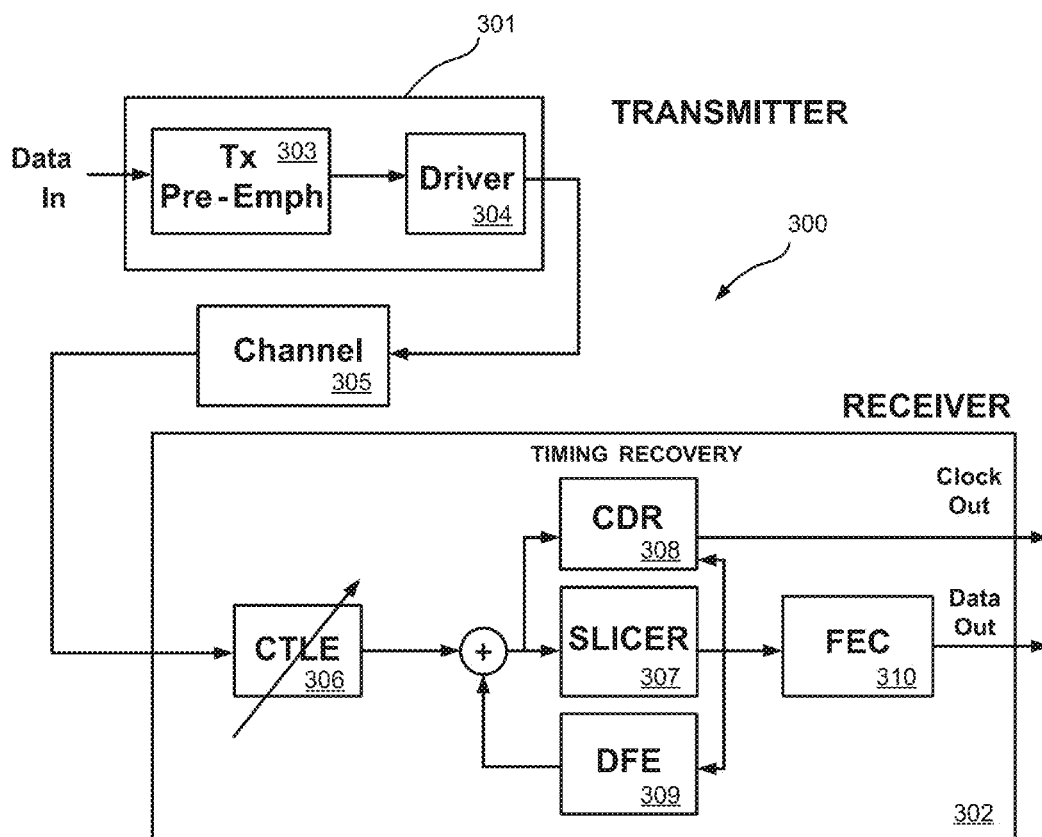 301
TRANSMITTER
Data In
Tx 303
Pre-Emph
Driver
304
300
Channel
305
RECEIVER
TIMING RECOVERY
Clock Out
CDR
308
CTLE
306
+
SLICER
307
FEC
310
Data Out
DFE
309
302